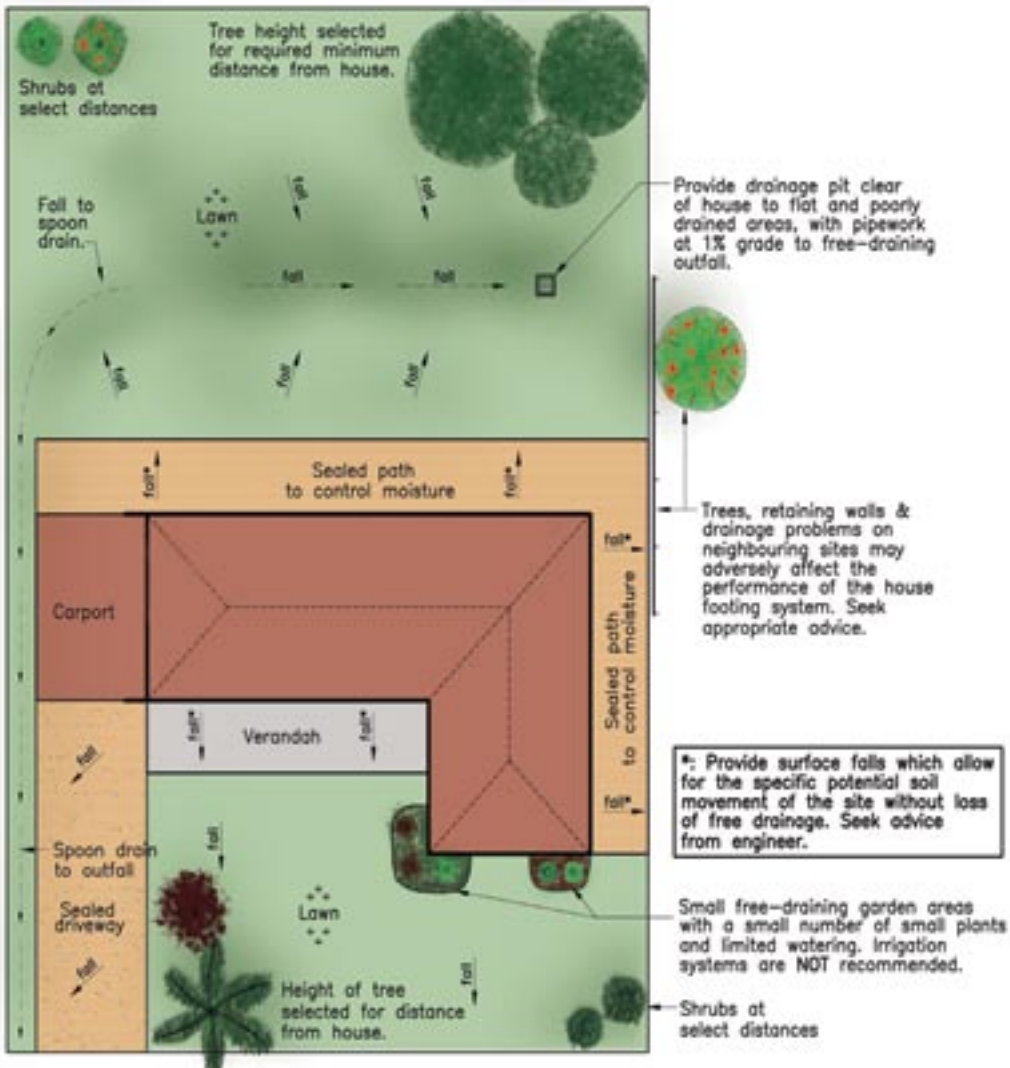 Shrubs at
select distances
Tree height selected
for required minimum
distance from house.
Fall to
spoon
drain.
Lawn
fall
fall
fall
fall
fall
fall
fall
Provide drainage pit clear
of house to flat and poorly
drained areas, with pipework
at 1% grade to free-draining
outfall.
fall*
Sealed path
to control moisture
fall*
Trees, retaining walls &
drainage problems on
neighbouring sites may
adversely affect the
performance of the house
footing system. Seek
appropriate advice.
fall*
Sealed path
to control moisture
fall*
Carport
fall*
Verandah
fall*
*: Provide surface falls which allow
for the specific potential soil
movement of the site without loss
of free drainage. Seek advice
from engineer.
fall
Spoon drain
to outfall
Sealed
driveway
fall
fall
Lawn
fall
Small free-draining garden areas
with a small number of small plants
and limited watering. Irrigation
systems are NOT recommended.
Height of tree
selected for distance
from house.
Shrubs at
select distances